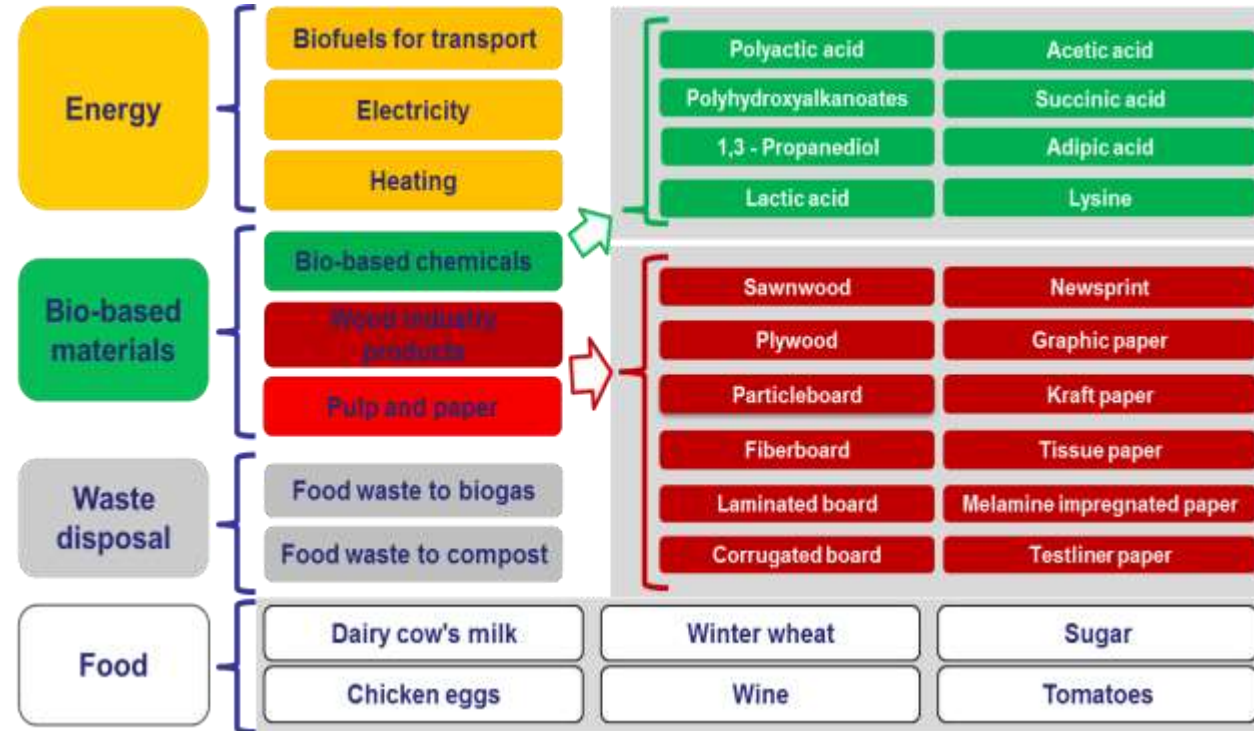 Energy
Biofuels for transport
Electricity
Heating
Polyactic acid
Acetic acid
Polyhydroxyalkanoates
Succinic acid
1,3 - Propanediol
Adipic acid
Lactic acid
Lysine
Bio-based
materials
Bio-based chemicals
Wood industry
products
Pulp and paper
Sawnwood
Newsprint
Plywood
Graphic paper
Particleboard
Kraft paper
Fiberboard
Tissue paper
Laminated board
Melamine impregnated paper
Corrugated board
Testliner paper
Waste
disposal
Food waste to biogas
Food waste to compost
Food
Dairy cow's milk
Winter wheat
Sugar
Chicken eggs
Wine
Tomatoes